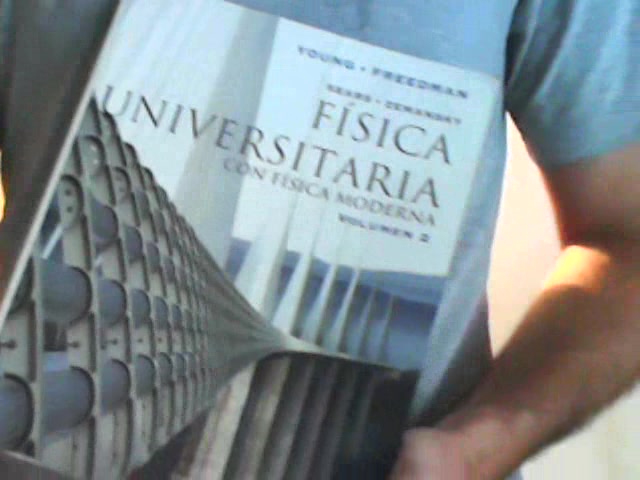 YOUNG • FREEDMAN
SEARS • ZEMANSKY
FÍSICA
UNIVERSITARIA
CON FÍSICA MODERNA
VOLUMEN 2